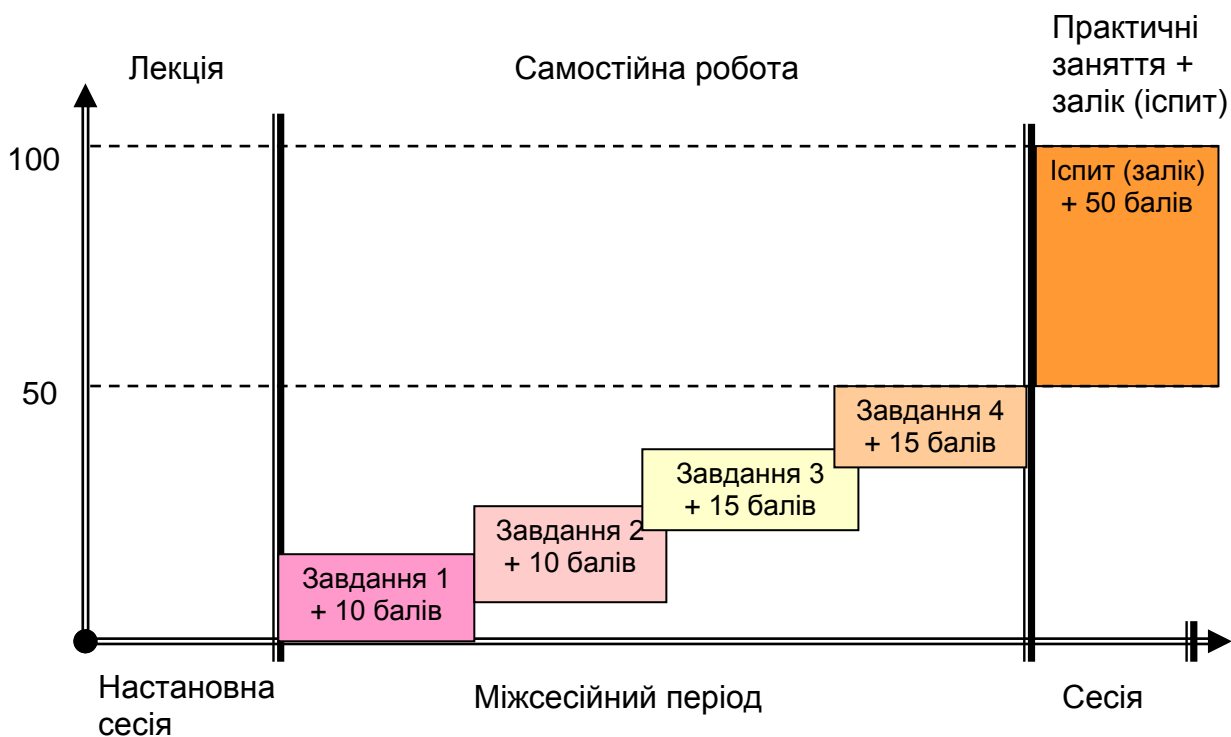 Лекція
Самостійна робота
Практичні
заняття +
залік (іспит)
100
Іспит (залік)
+ 50 балів
50
Завдання 4
+ 15 балів
Завдання 3
+ 15 балів
Завдання 2
+ 10 балів
Завдання 1
+ 10 балів
Настановна
сесія
Міжсесійний період
Сесія